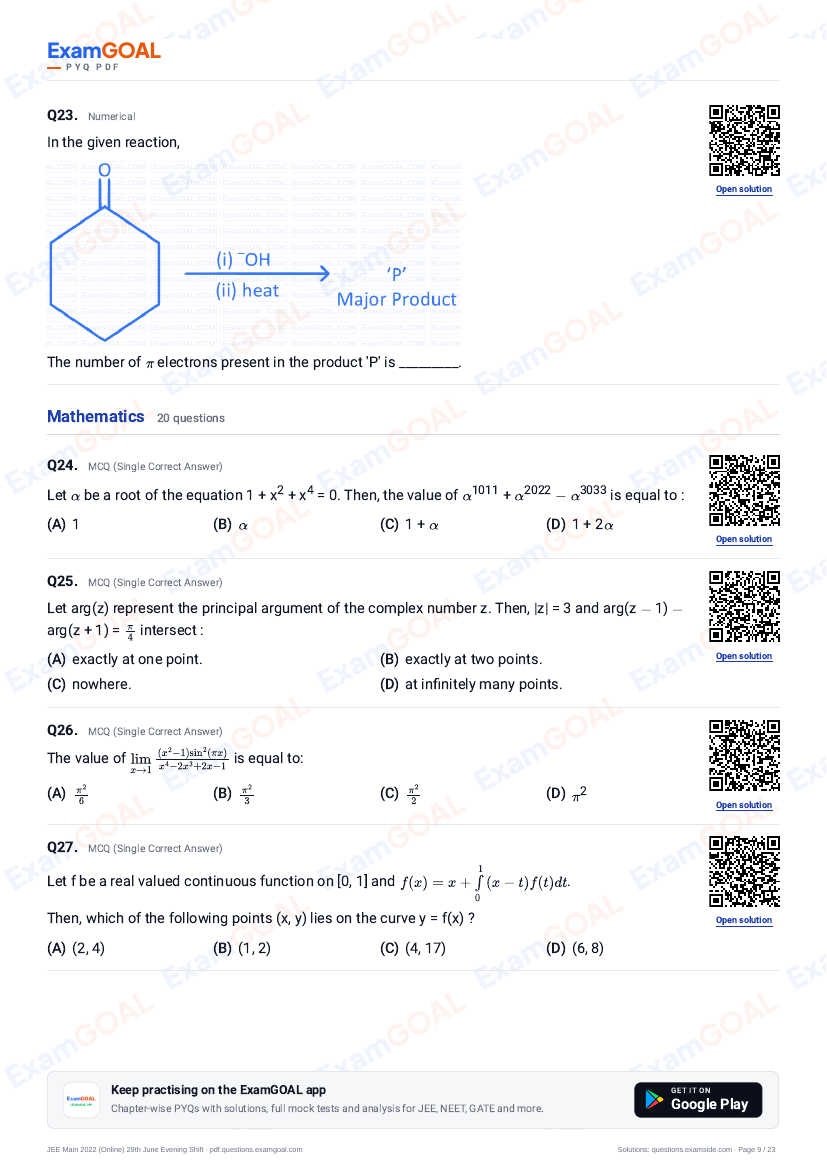 ExamGOAL
PYQ PDF
Q23. Numerical
In the given reaction,
O
(i) ⁻OH
(ii) heat
'P'
Major Product
Open solution
The number of π electrons present in the product 'P' is ________.
Mathematics 20 questions
Q24. MCQ (Single Correct Answer)
Let α be a root of the equation 1 + x² + x⁴ = 0. Then, the value of α¹⁰¹¹ + α²⁰²² − α³⁰³³ is equal to :
(A) 1 (B) α (C) 1 + α (D) 1 + 2α
Open solution
Q25. MCQ (Single Correct Answer)
Let arg(z) represent the principal argument of the complex number z. Then, |z| = 3 and arg(z − 1) −
arg(z + 1) = π/4 intersect :
(A) exactly at one point. (B) exactly at two points.
Open solution
(C) nowhere. (D) at infinitely many points.
Q26. MCQ (Single Correct Answer)
The value of lim x→1 (x²−1)sin²(πx) / x⁴−2x³+2x−1 is equal to:
(A) π²/6 (B) π²/3 (C) π²/2 (D) π²
Open solution
Q27. MCQ (Single Correct Answer)
Let f be a real valued continuous function on [0, 1] and f(x) = x + ∫₀¹ (x − t)f(t)dt.
Then, which of the following points (x, y) lies on the curve y = f(x) ?
Open solution
(A) (2, 4) (B) (1, 2) (C) (4, 17) (D) (6, 8)
Keep practising on the ExamGOAL app
Chapter-wise PYQs with solutions, full mock tests and analysis for JEE, NEET, GATE and more.
GET IT ON
Google Play
JEE Main 2022 (Online) 29th June Evening Shift · pdf.questions.examgoal.com Solutions: questions.examside.com · Page 9 / 23